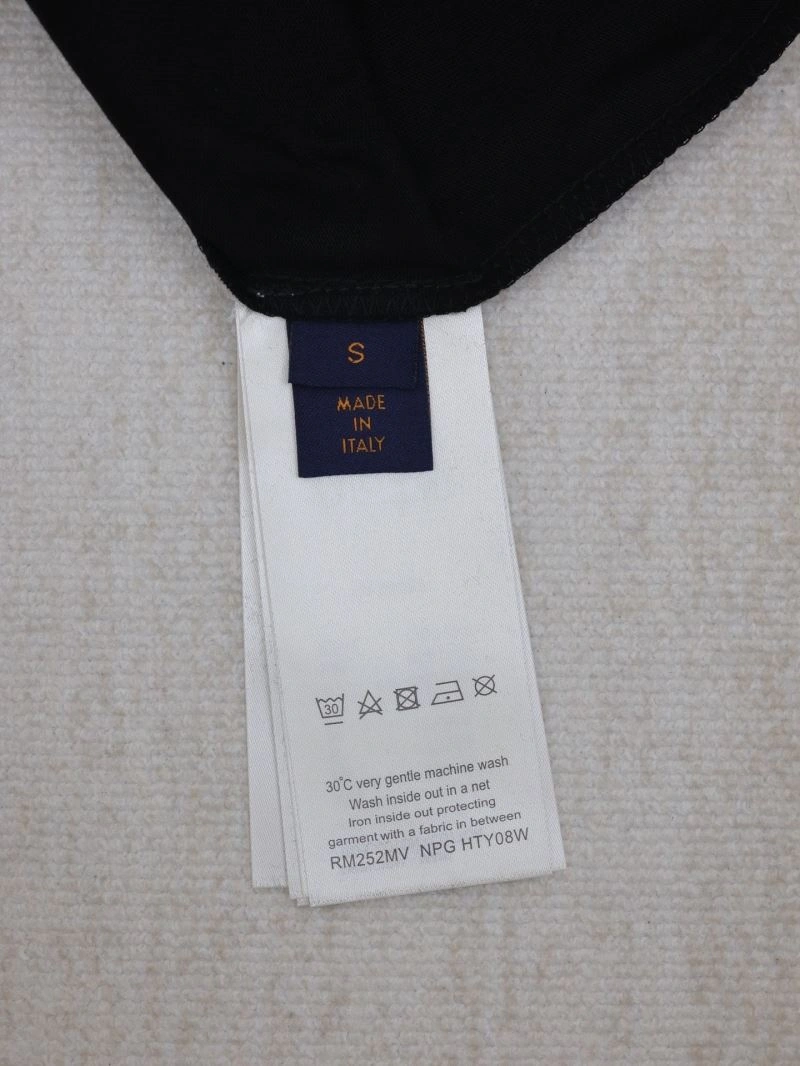 S
MADE
IN
ITALY
30
30°C very gentle machine wash
Wash inside out in a net
Iron inside out protecting
garment with a fabric in between
RM252MV NPG HTY08W